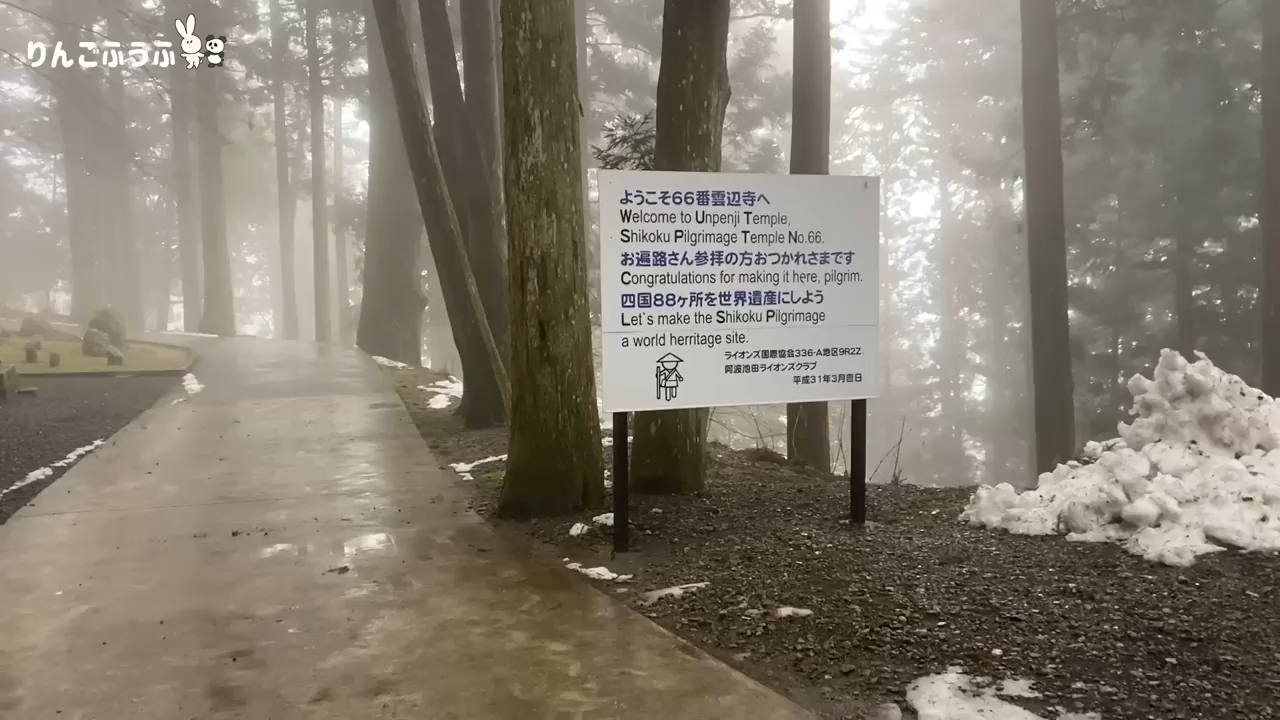 りんごふうふ
ようこそ66番雲辺寺へ
Welcome to Unpenji Temple,
Shikoku Pilgrimage Temple No.66.
お遍路さん参拝の方おつかれさまです
Congratulations for making it here, pilgrim.
四国88ヶ所を世界遺産にしよう
Let`s make the Shikoku Pilgrimage
a world herritage site.
ライオンズ国際協会336-A地区9R2Z
阿波池田ライオンズクラブ
平成31年3月吉日